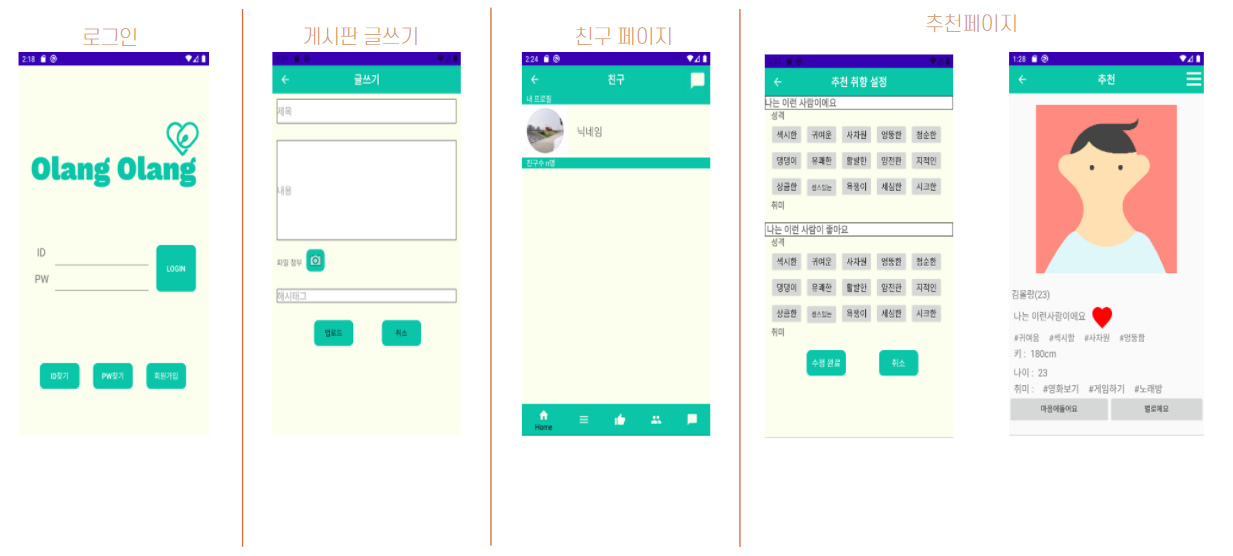 로그인
2:18
Olang Olang
ID
PW
LOGIN
ID찾기
PW찾기
회원가입
게시판 글쓰기
글쓰기
제목
내용
파일 첨부
해시태그
업로드
취소
친구 페이지
2:24
친구
내 프로필
닉네임
친구수 n명
Home
추천페이지
추천 취향 설정
나는 이런 사람이에요
성격
섹시한 귀여운 사차원 엉뚱한 청순한
댕댕이 유쾌한 활발한 얌전한 지적인
상큼한 센스있는 욕쟁이 세심한 시크한
취미
나는 이런 사람이 좋아요
성격
섹시한 귀여운 사차원 엉뚱한 청순한
댕댕이 유쾌한 활발한 얌전한 지적인
상큼한 센스있는 욕쟁이 세심한 시크한
취미
수정 완료
취소
1:28
추천
김올랑(23)
나는 이런사람이에요
#귀여움 #섹시함 #사차원 #엉뚱함
키 : 180cm
나이 : 23
취미 : #영화보기 #게임하기 #노래방
마음에들어요
별로에요